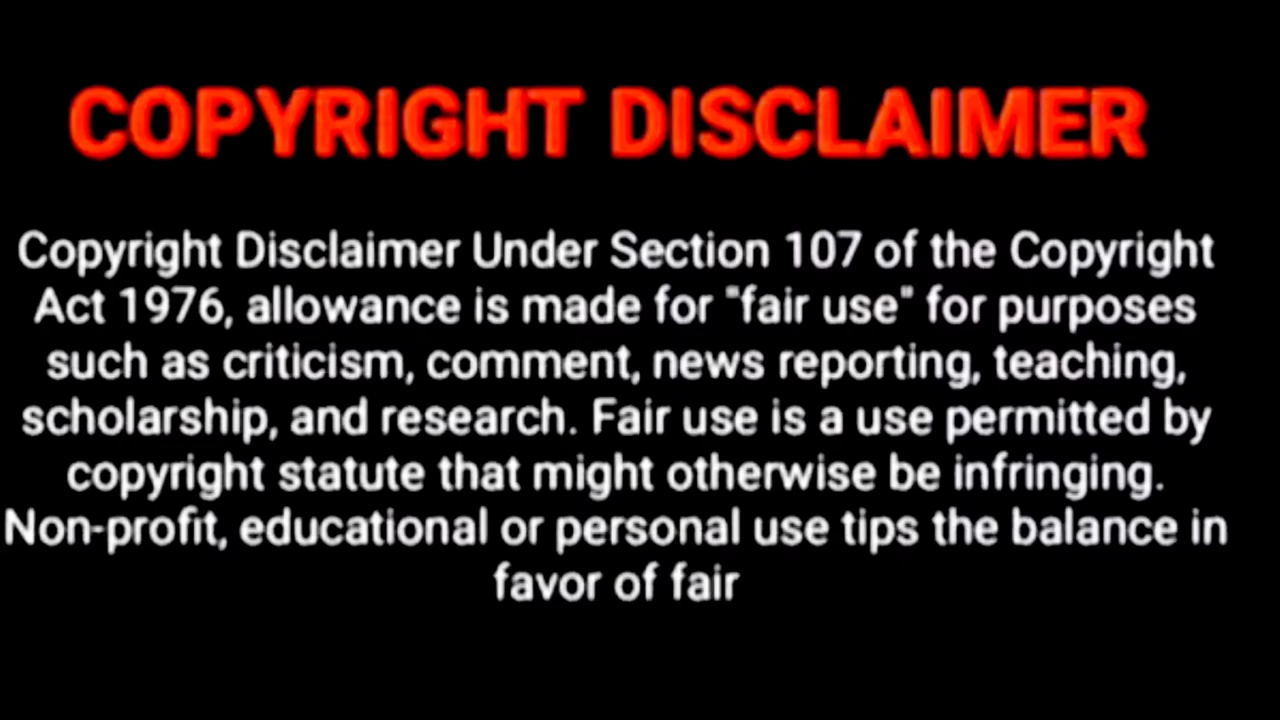 COPYRIGHT DISCLAIMER
Copyright Disclaimer Under Section 107 of the Copyright
Act 1976, allowance is made for "fair use" for purposes
such as criticism, comment, news reporting, teaching,
scholarship, and research. Fair use is a use permitted by
copyright statute that might otherwise be infringing.
Non-profit, educational or personal use tips the balance in
favor of fair